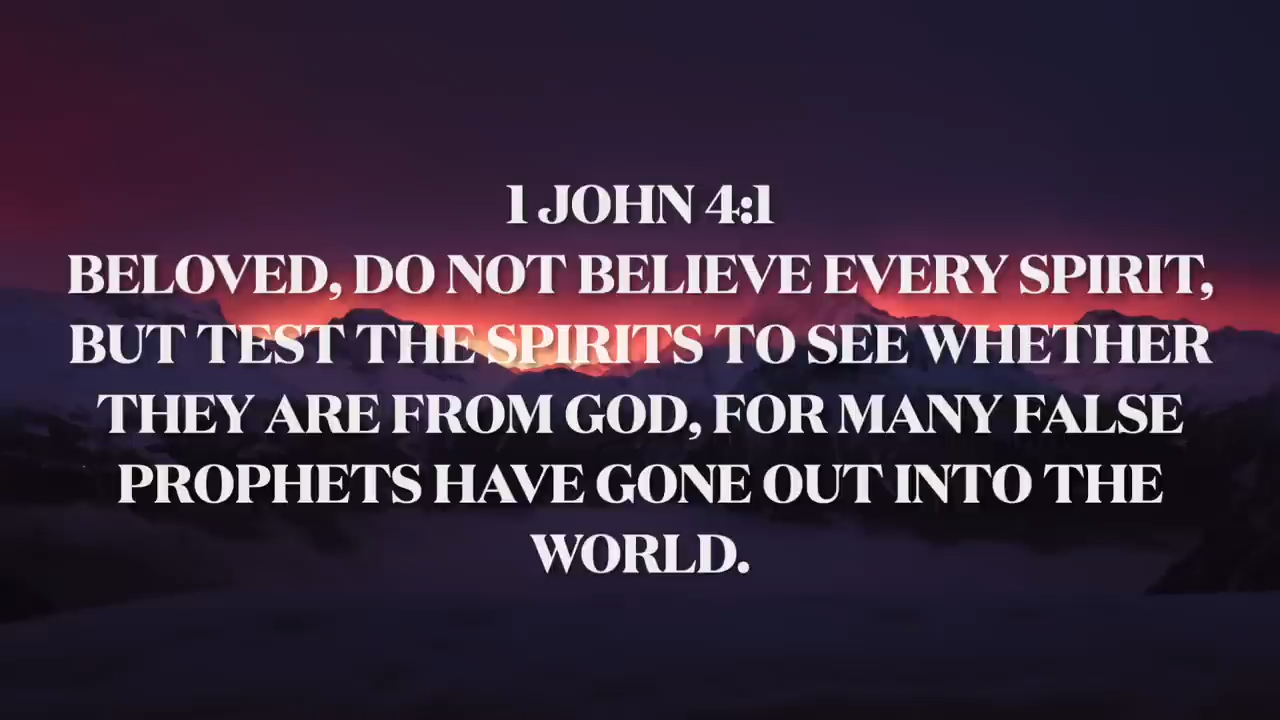 1 JOHN 4:1
BELOVED, DO NOT BELIEVE EVERY SPIRIT,
BUT TEST THE SPIRITS TO SEE WHETHER
THEY ARE FROM GOD, FOR MANY FALSE
PROPHETS HAVE GONE OUT INTO THE
WORLD.